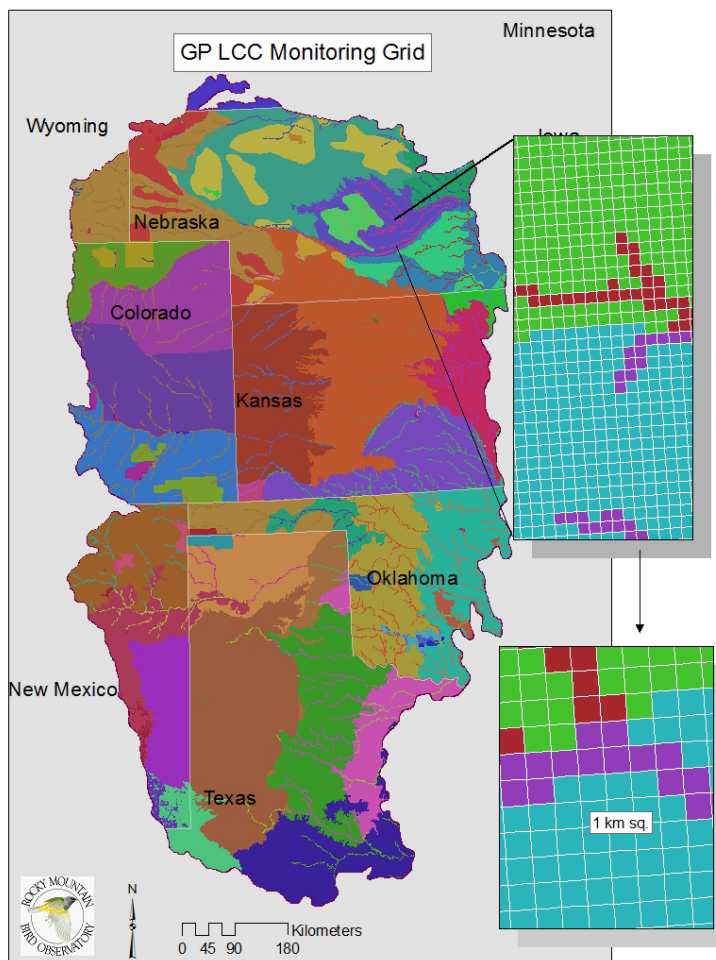 Minnesota
GP LCC Monitoring Grid
Wyoming
Iowa
Nebraska
Colorado
Kansas
Oklahoma
New Mexico
Texas
1 km sq.
ROCKY MOUNTAIN
BIRD OBSERVATORY
N
Kilometers
0 45 90 180